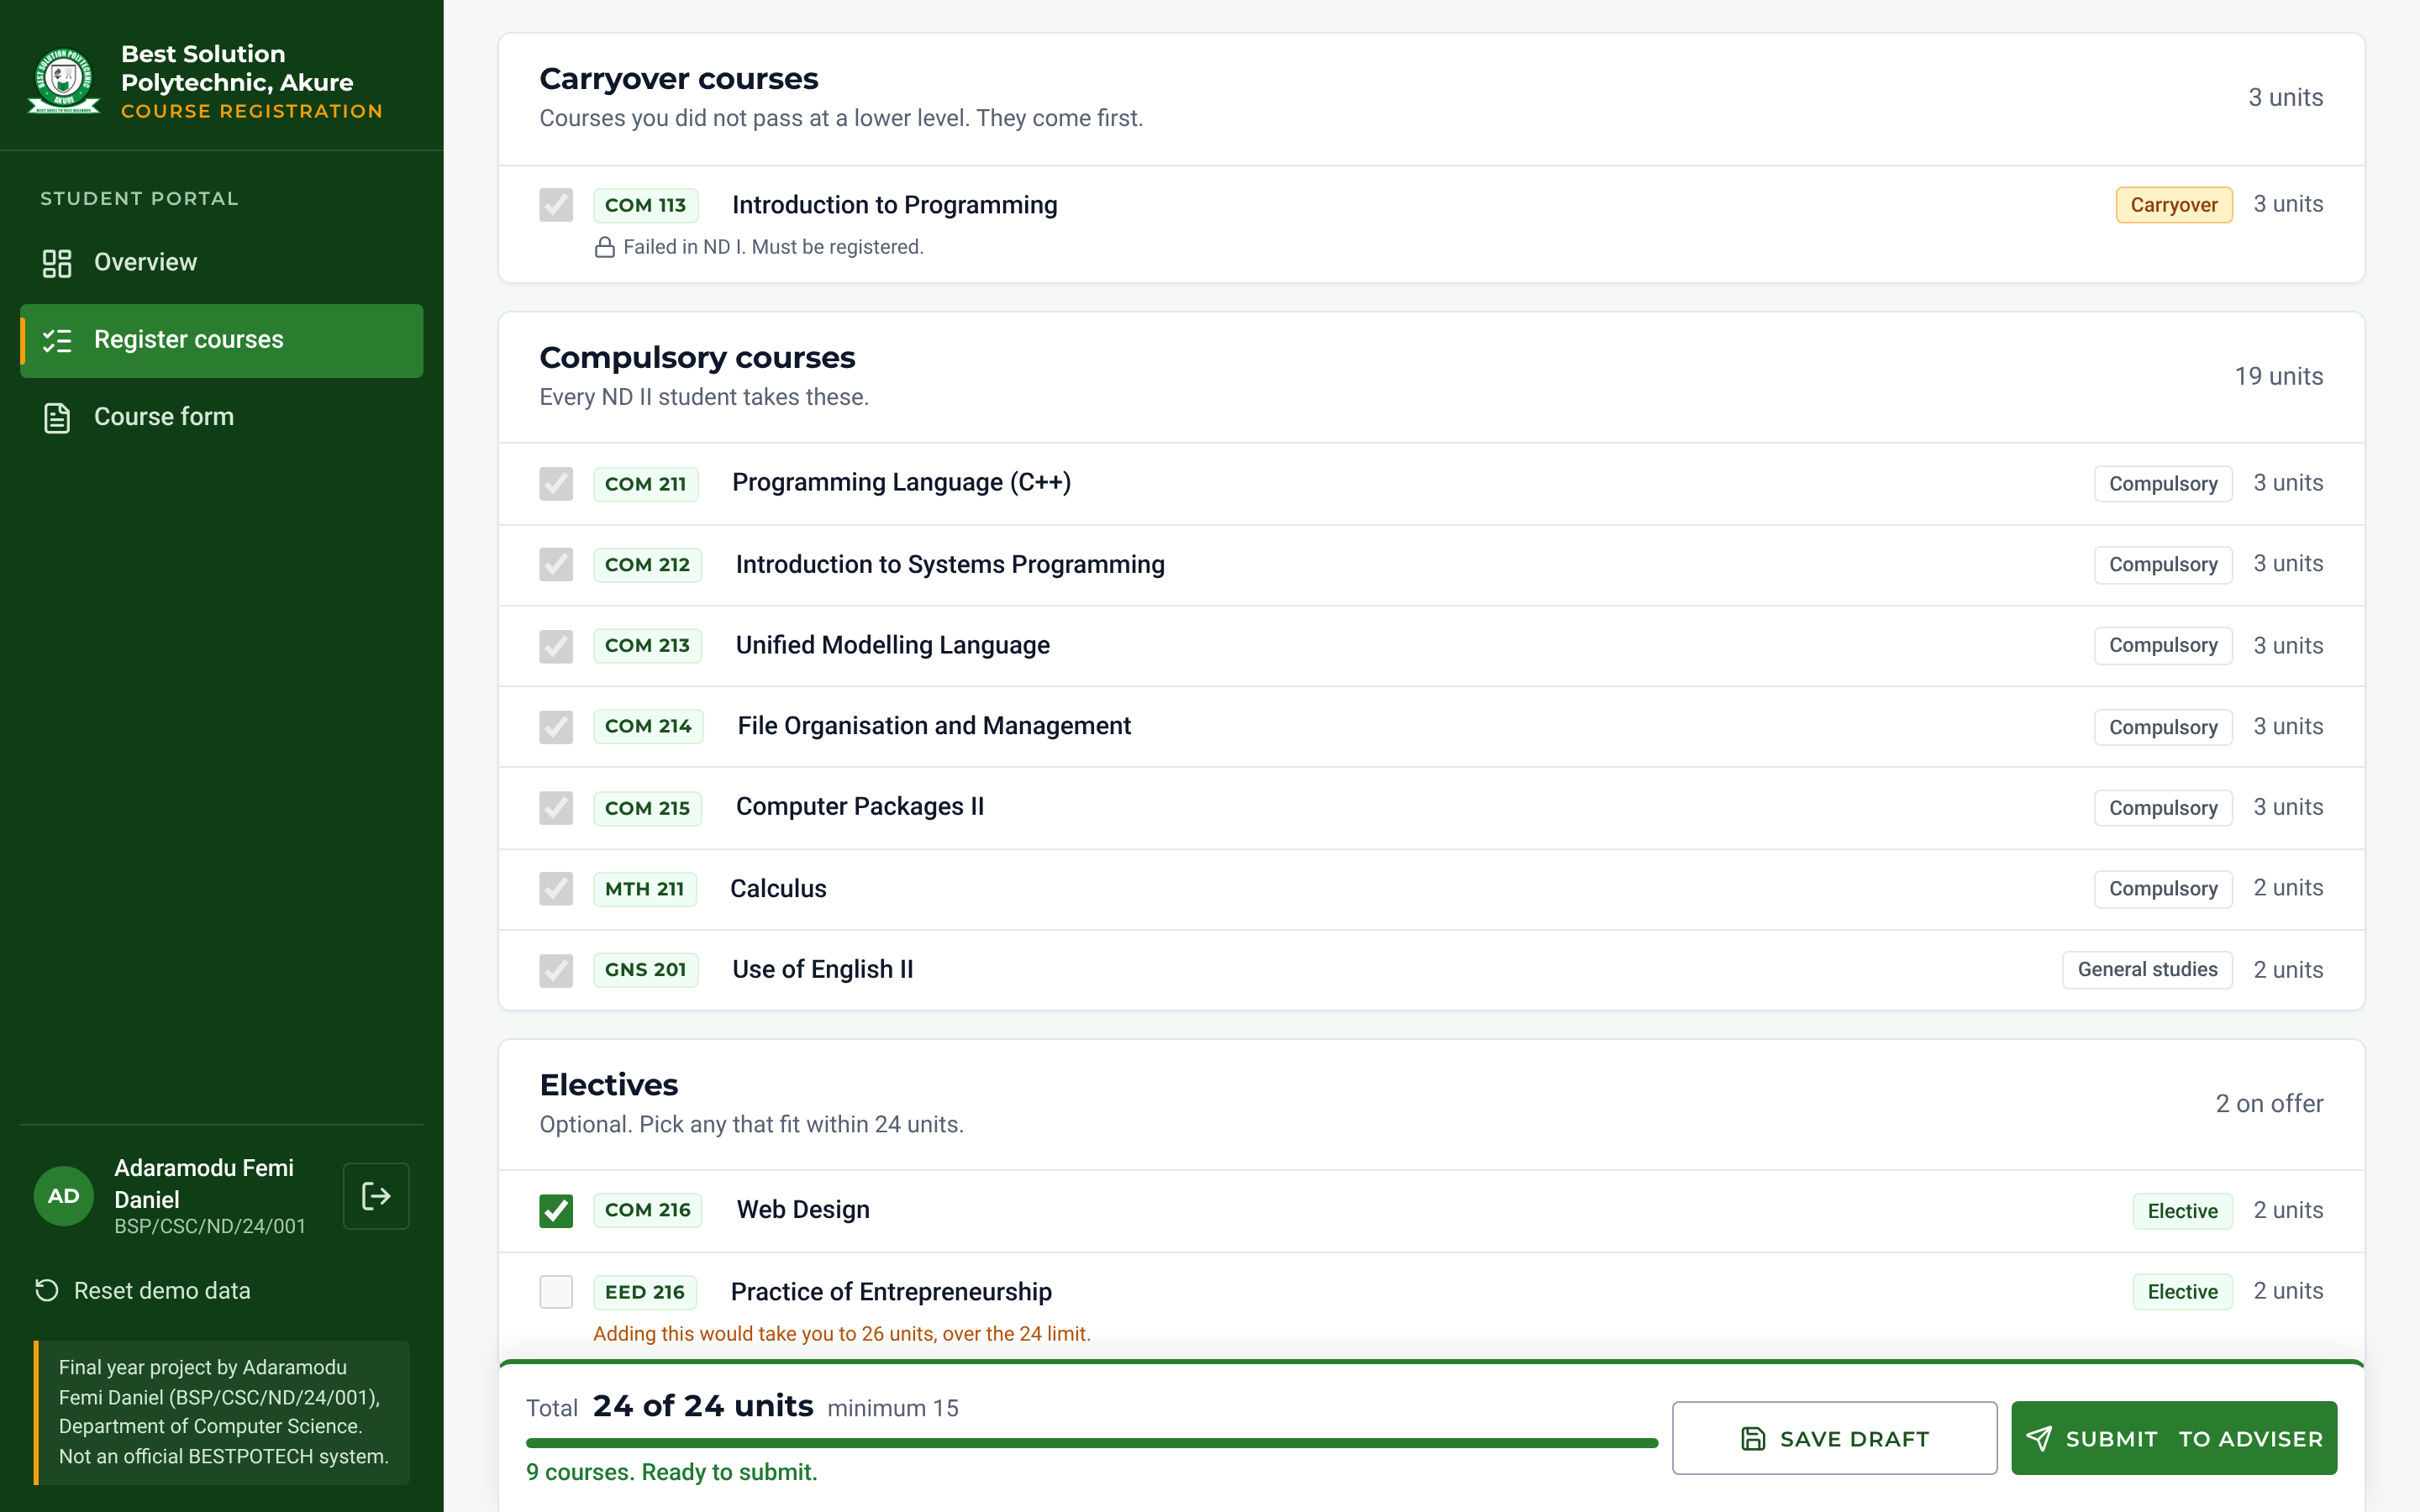 BEST SOLUTION POLYTECHNIC
AKURE
Best Solution
Polytechnic, Akure
COURSE REGISTRATION
STUDENT PORTAL
Overview
Register courses
Course form
AD
Adaramodu Femi
Daniel
BSP/CSC/ND/24/001
Reset demo data
Final year project by Adaramodu
Femi Daniel (BSP/CSC/ND/24/001),
Department of Computer Science.
Not an official BESTPOTECH system.
Carryover courses
3 units
Courses you did not pass at a lower level. They come first.
COM 113 Introduction to Programming Carryover 3 units
Failed in ND I. Must be registered.
Compulsory courses
19 units
Every ND II student takes these.
COM 211 Programming Language (C++) Compulsory 3 units
COM 212 Introduction to Systems Programming Compulsory 3 units
COM 213 Unified Modelling Language Compulsory 3 units
COM 214 File Organisation and Management Compulsory 3 units
COM 215 Computer Packages II Compulsory 3 units
MTH 211 Calculus Compulsory 2 units
GNS 201 Use of English II General studies 2 units
Electives
2 on offer
Optional. Pick any that fit within 24 units.
COM 216 Web Design Elective 2 units
EED 216 Practice of Entrepreneurship Elective 2 units
Adding this would take you to 26 units, over the 24 limit.
Total 24 of 24 units minimum 15
9 courses. Ready to submit.
SAVE DRAFT
SUBMIT TO ADVISER